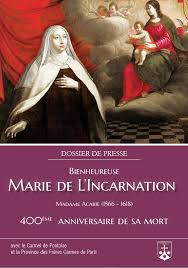 DOSSIER DE PRESSE
BIENHEUREUSE
MARIE DE L'INCARNATION
MADAME ACARIE (1566 - 1618)
400ÈME ANNIVERSAIRE DE SA MORT
avec le Carmel de Pontoise
et la Province des Frères Carmes de Paris